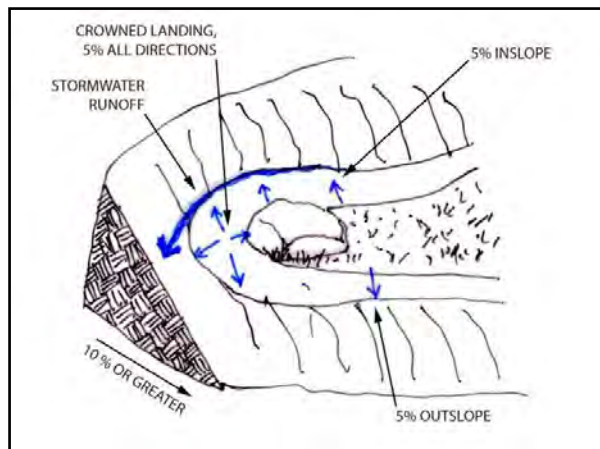 CROWNED LANDING,
5% ALL DIRECTIONS
5% INSLOPE
STORMWATER
RUNOFF
10 % OR GREATER
5% OUTSLOPE